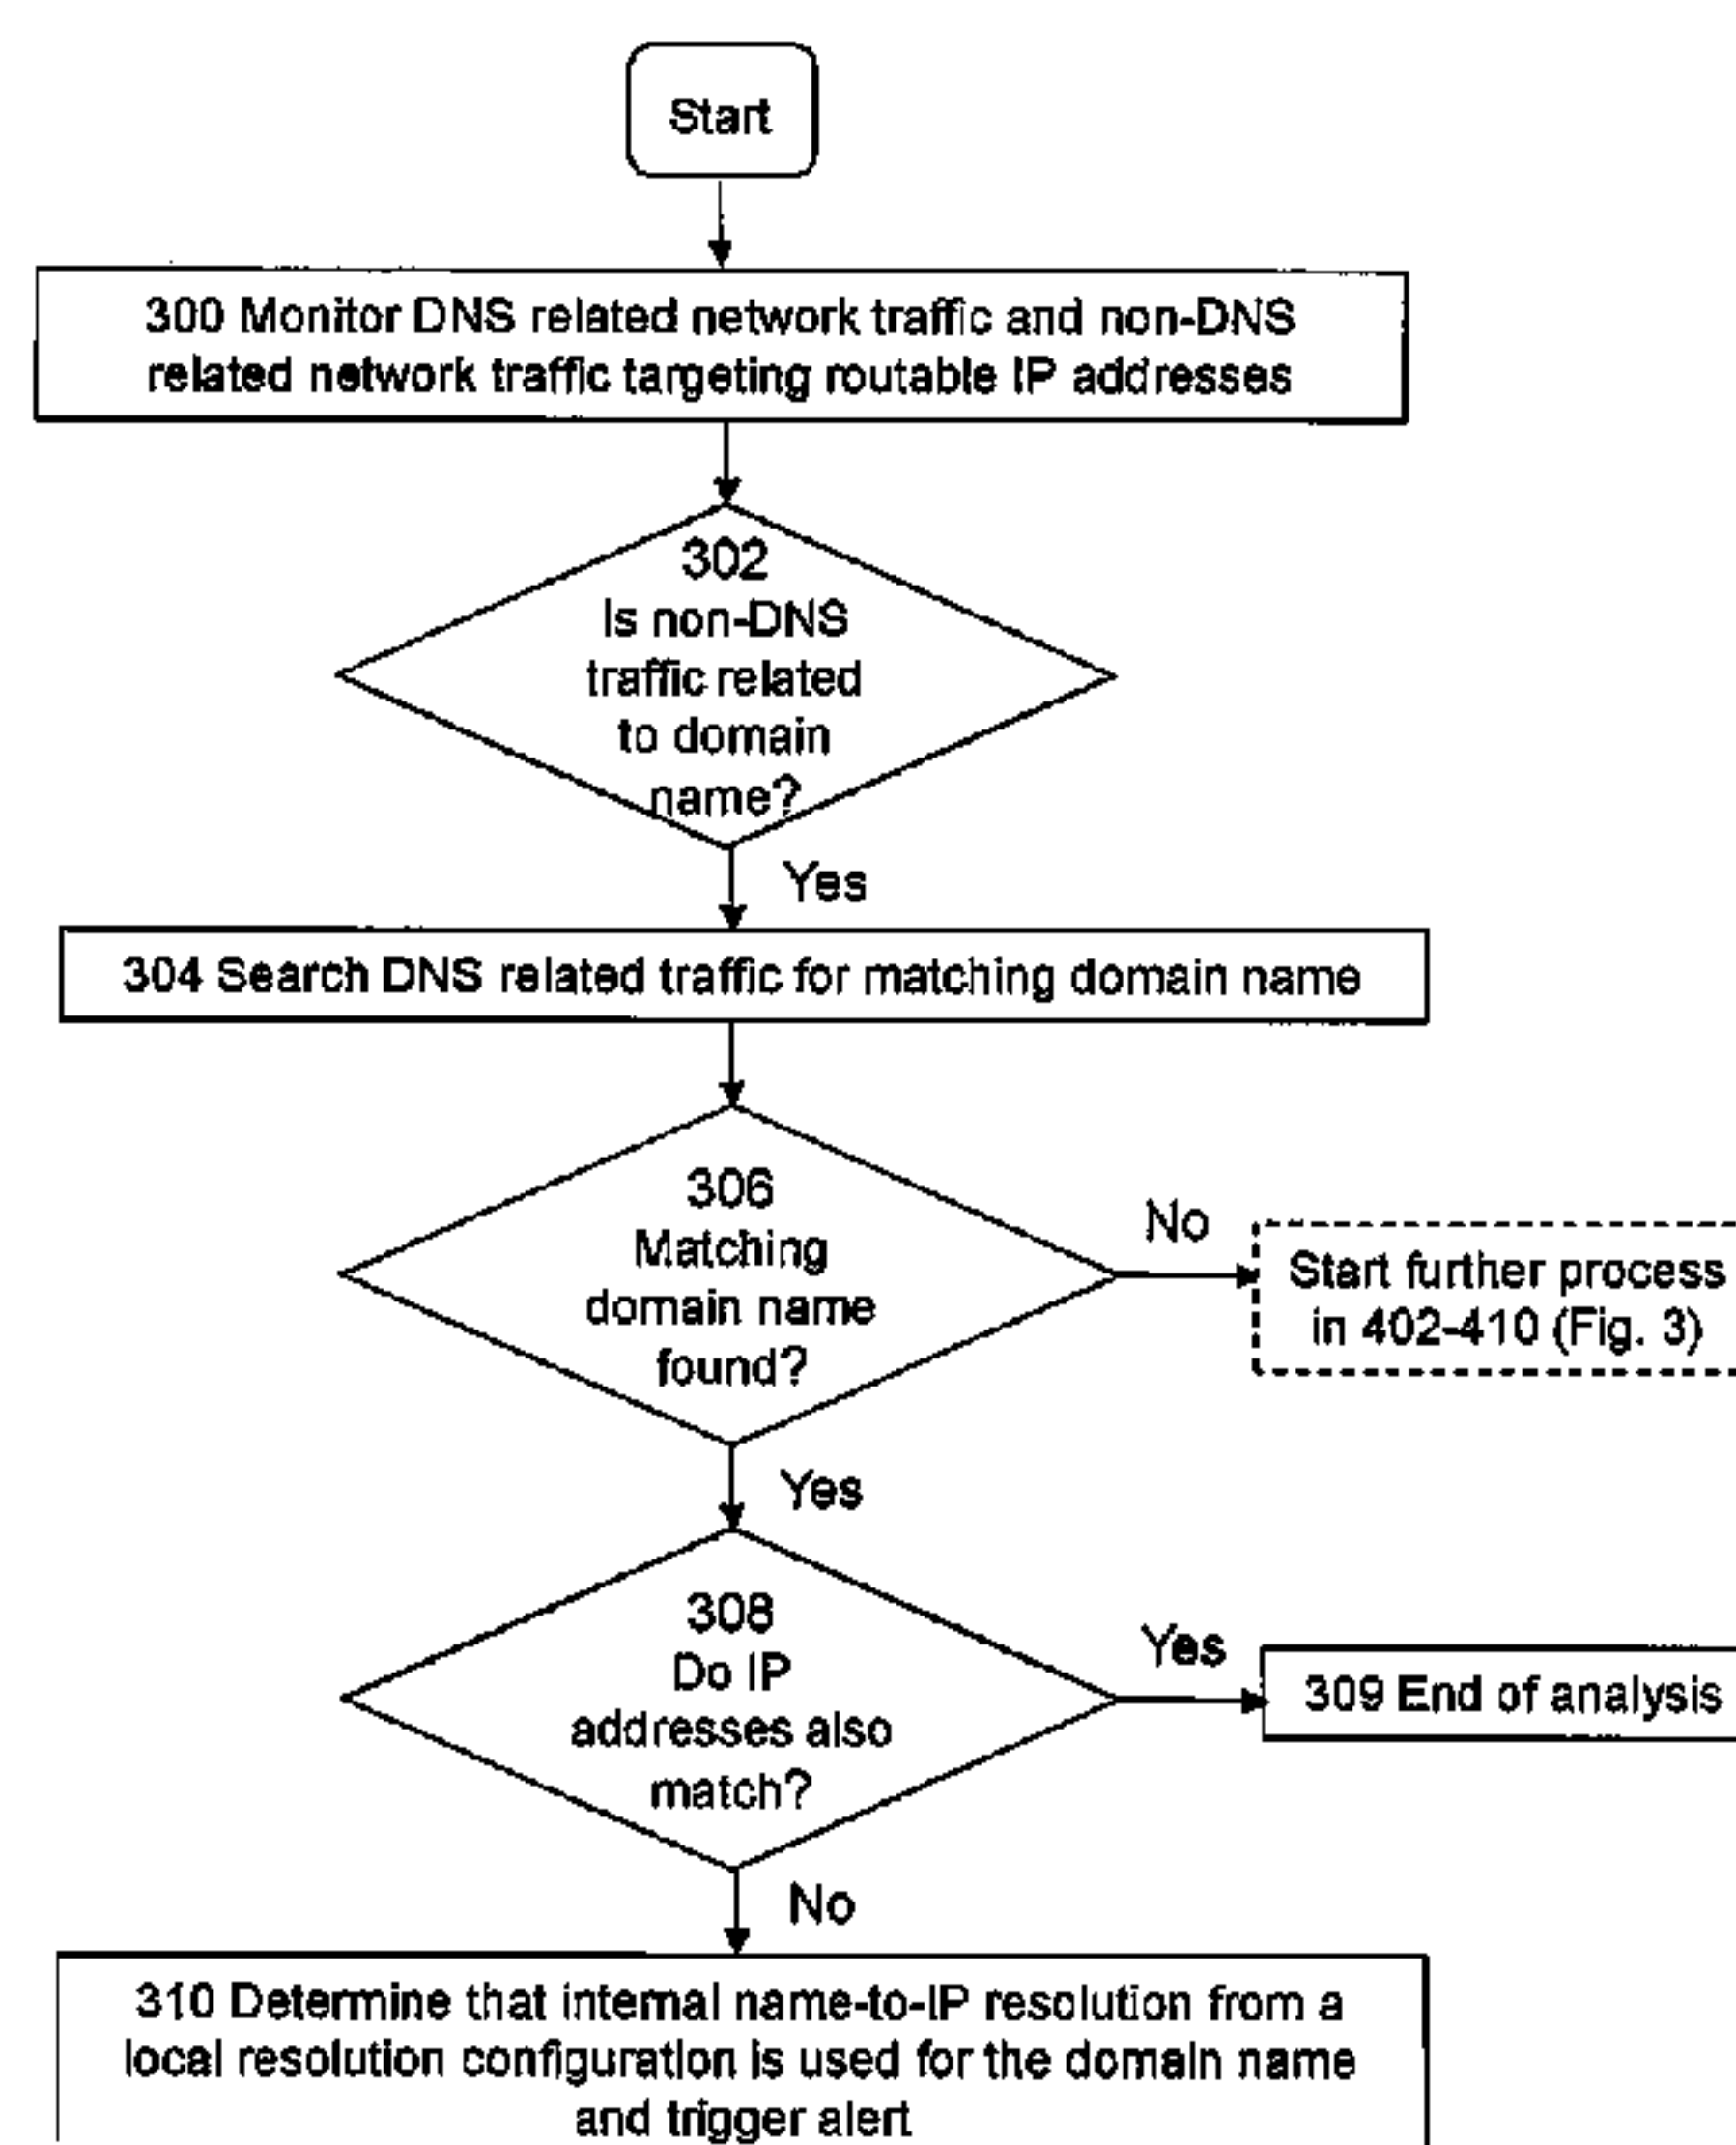 Start
300 Monitor DNS related network traffic and non-DNS
related network traffic targeting routable IP addresses
302
Is non-DNS
traffic related
to domain
name?
Yes
304 Search DNS related traffic for matching domain name
306
Matching
domain name
found?
No
Start further process
in 402-410 (Fig. 3)
Yes
308
Do IP
addresses also
match?
Yes
309 End of analysis
No
310 Determine that internal name-to-IP resolution from a
local resolution configuration is used for the domain name
and trigger alert